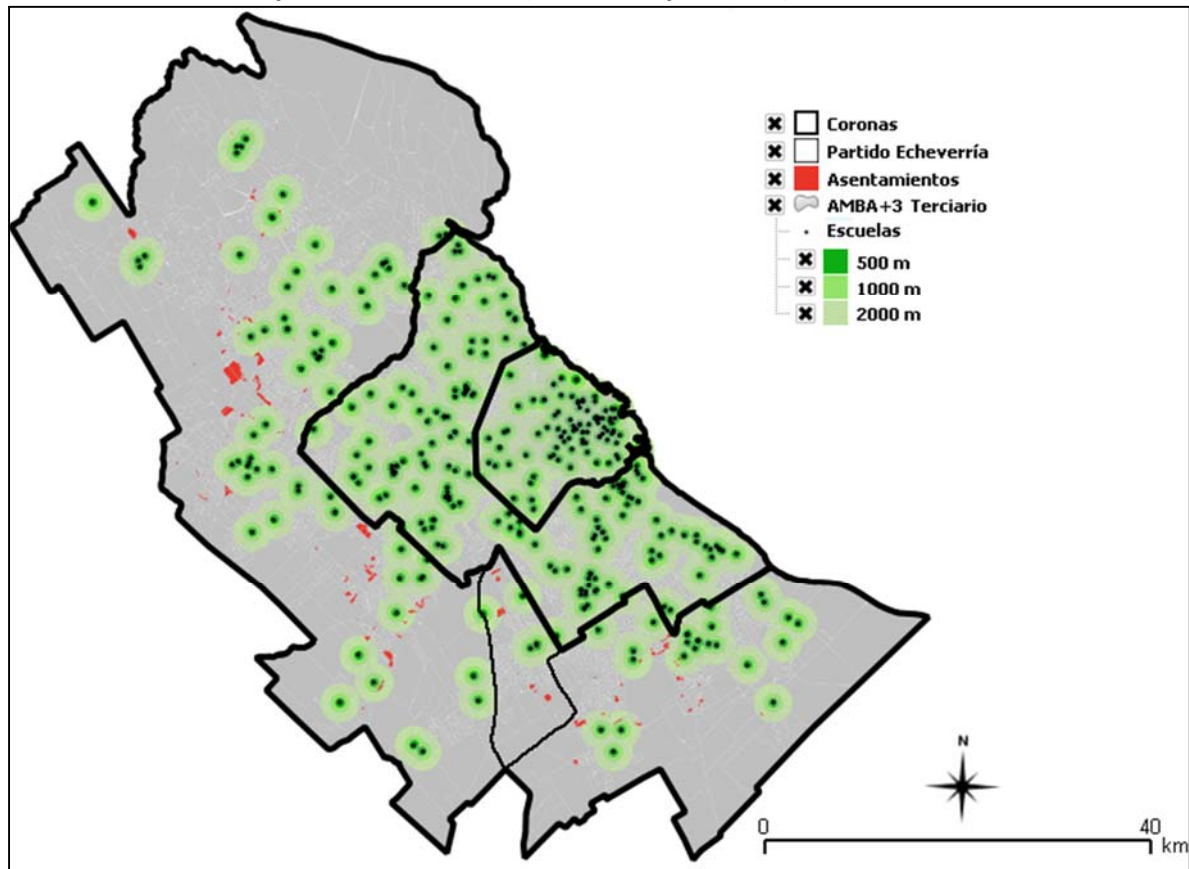 Coronas
Partido Echeverría
Asentamientos
AMBA+3 Terciario
Escuelas
500 m
1000 m
2000 m
N
0 40
km